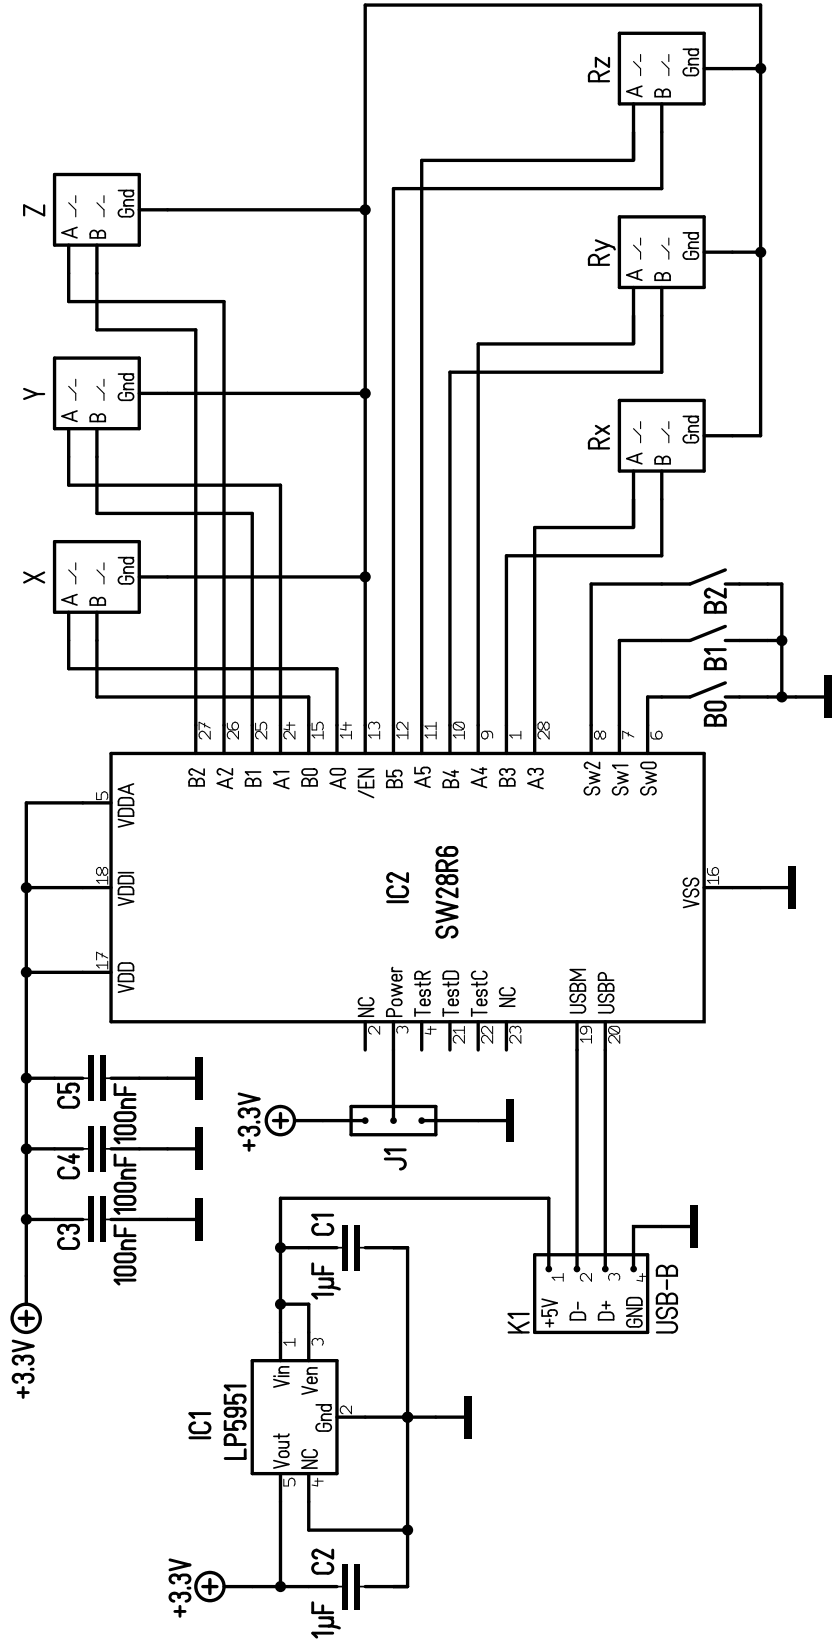 +3.3V
C3
100nF
C4
100nF
C5
100nF
+3.3V
C2
1µF
IC1
LP5951
Vout
5
NC
4
Gnd
2
Vin
1
Ven
3
C1
1µF
+3.3V
J1
K1
+5V
1
D-
2
D+
3
GND
4
USB-B
IC2
SW28R6
VDD
17
VDDI
18
VDDA
5
NC
2
Power
3
TestR
4
TestD
21
TestC
22
NC
23
USBM
19
USBP
20
VSS
16
B2
27
A2
26
B1
25
A1
24
B0
15
A0
14
/EN
13
B5
12
A5
11
B4
10
A4
9
B3
1
A3
28
Sw2
8
Sw1
7
Sw0
6
X
A
B
Gnd
Y
A
B
Gnd
Z
A
B
Gnd
Rx
A
B
Gnd
Ry
A
B
Gnd
Rz
A
B
Gnd
B0
B1
B2